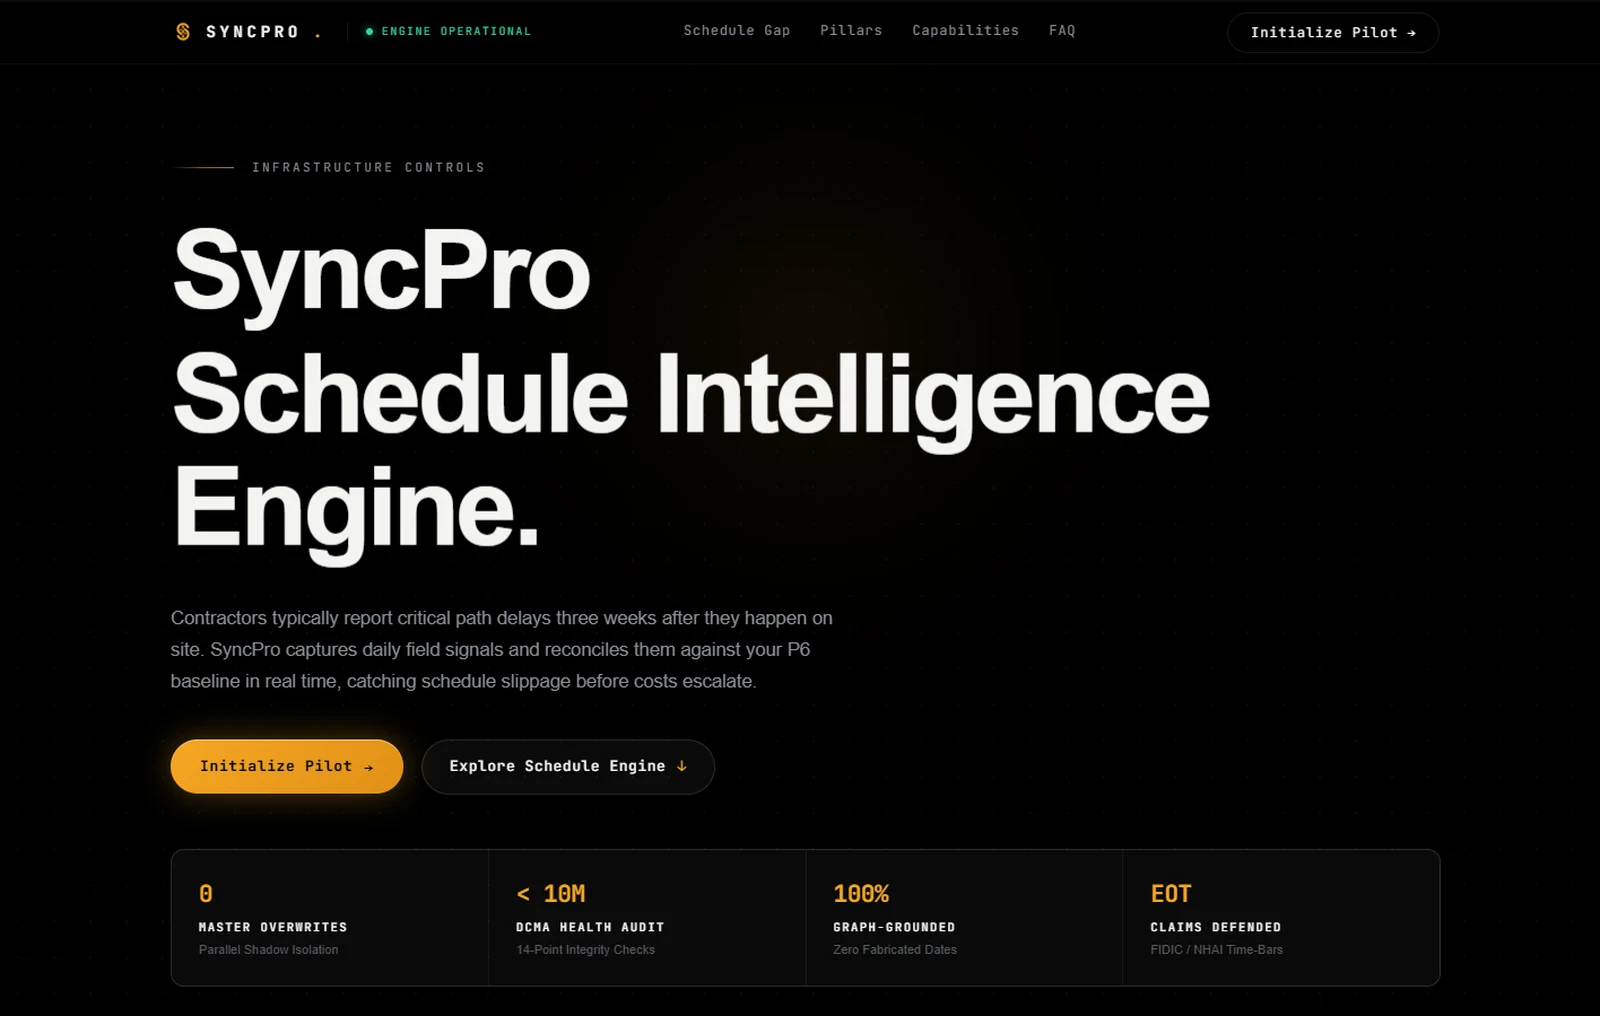 SYNCPRO .
ENGINE OPERATIONAL
Schedule Gap
Pillars
Capabilities
FAQ
Initialize Pilot →
INFRASTRUCTURE CONTROLS
SyncPro
Schedule Intelligence
Engine.
Contractors typically report critical path delays three weeks after they happen on
site. SyncPro captures daily field signals and reconciles them against your P6
baseline in real time, catching schedule slippage before costs escalate.
Initialize Pilot →
Explore Schedule Engine ↓
0
MASTER OVERWRITES
Parallel Shadow Isolation
< 10M
DCMA HEALTH AUDIT
14-Point Integrity Checks
100%
GRAPH-GROUNDED
Zero Fabricated Dates
EOT
CLAIMS DEFENDED
FIDIC / NHAI Time-Bars